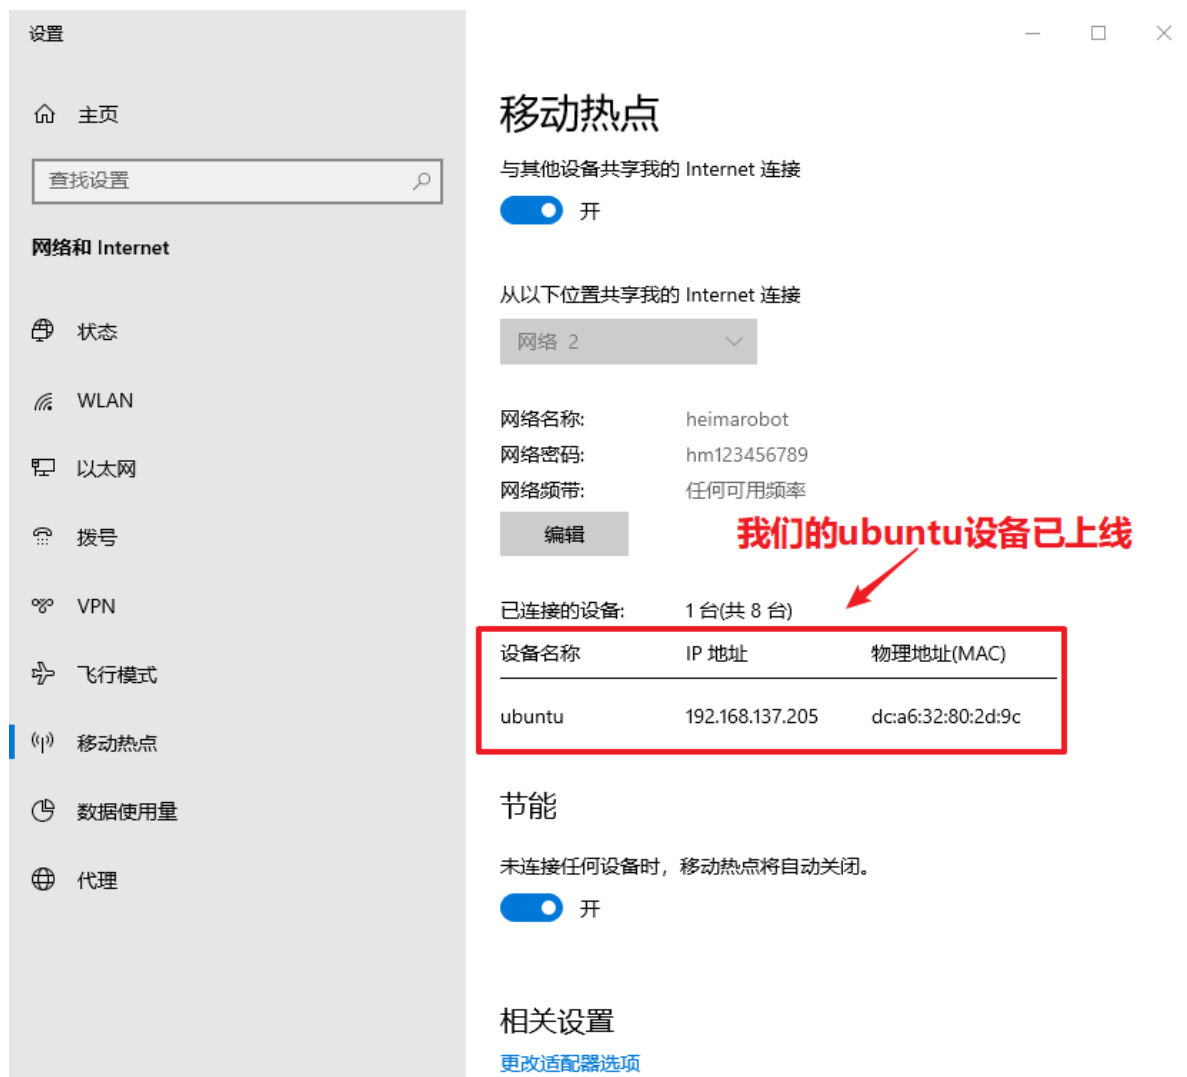 设置
主页
查找设置
网络和 Internet
状态
WLAN
以太网
拨号
VPN
飞行模式
移动热点
数据使用量
代理
移动热点
与其他设备共享我的 Internet 连接
开
从以下位置共享我的 Internet 连接
网络 2
网络名称: heimarobot
网络密码: hm123456789
网络频带: 任何可用频率
编辑
我们的ubuntu设备已上线
已连接的设备: 1 台(共 8 台)
设备名称 IP 地址 物理地址(MAC)
ubuntu 192.168.137.205 dc:a6:32:80:2d:9c
节能
未连接任何设备时，移动热点将自动关闭。
开
相关设置
更改适配器选项